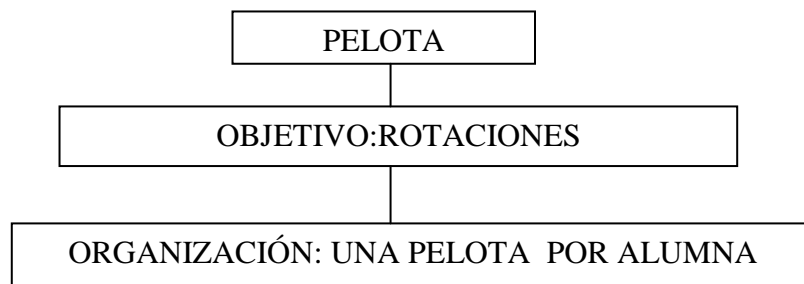 PELOTA
OBJETIVO:ROTACIONES
ORGANIZACIÓN: UNA PELOTA POR ALUMNA